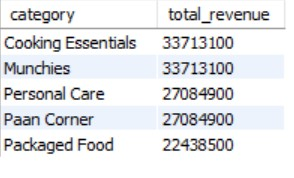 category total_revenue
Cooking Essentials 33713100
Munchies 33713100
Personal Care 27084900
Paan Corner 27084900
Packaged Food 22438500